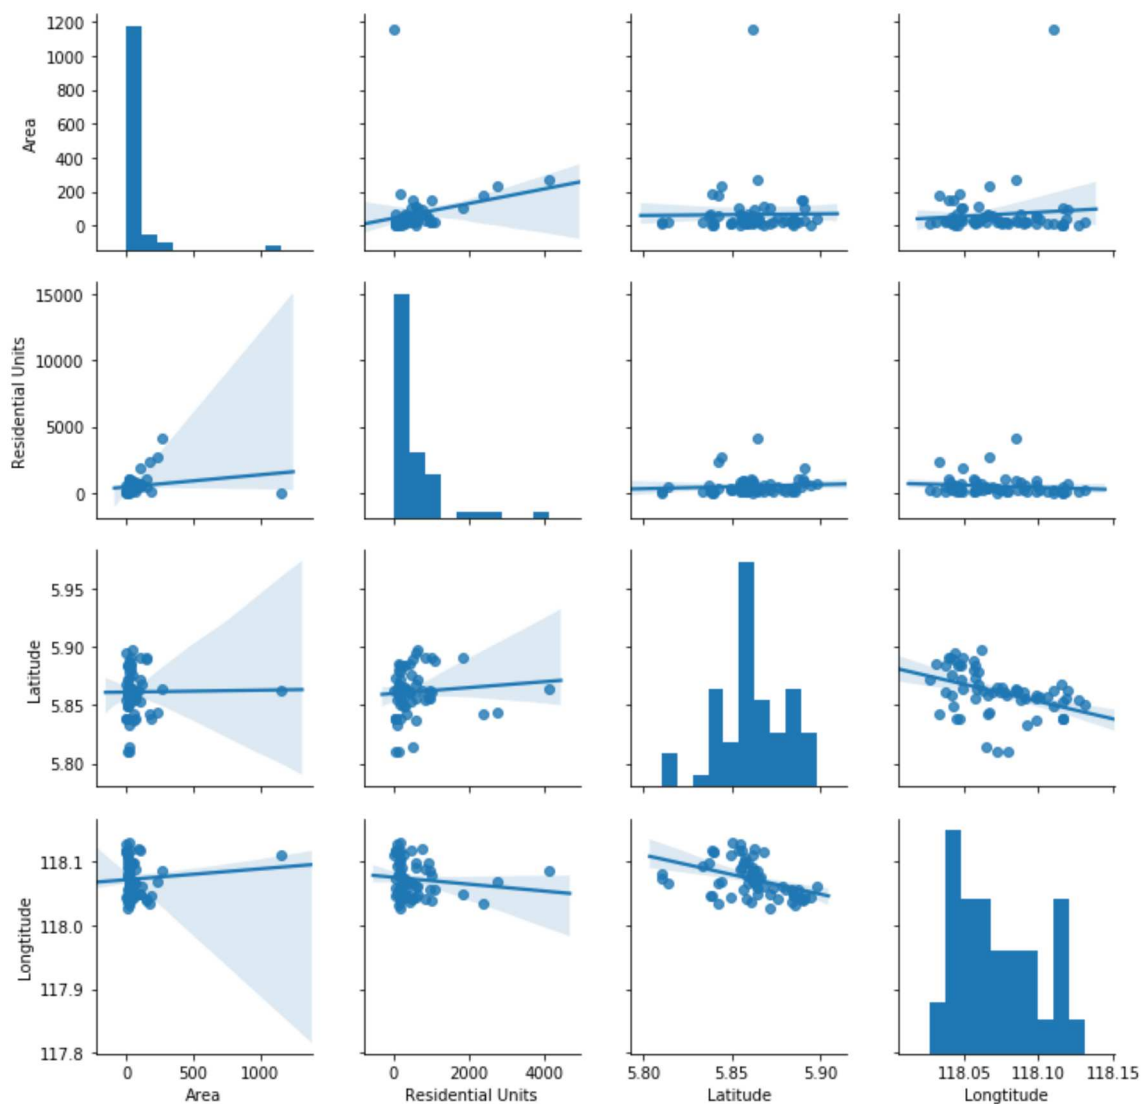 1200
1000
800
600
400
200
0
Area
15000
10000
5000
0
Residential Units
5.95
5.90
5.85
5.80
Latitude
118.1
118.0
117.9
117.8
Longtitude
0 500 1000
0 2000 4000
5.80 5.85 5.90
118.05 118.10 118.15
Area
Residential Units
Latitude
Longtitude